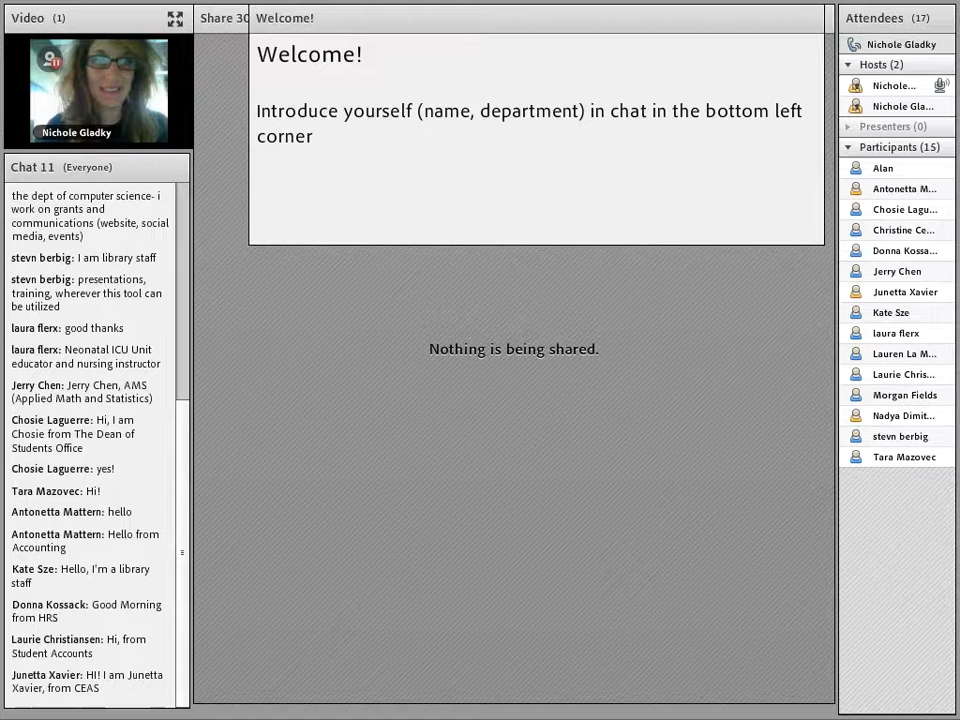 Video (1)
Nichole Gladky
Chat 11 (Everyone)
the dept of computer science- i
work on grants and
communications (website, social
media, events)
stevn berbig: I am library staff
stevn berbig: presentations,
training, wherever this tool can
be utilized
laura flerx: good thanks
laura flerx: Neonatal ICU Unit
educator and nursing instructor
Jerry Chen: Jerry Chen, AMS
(Applied Math and Statistics)
Chosie Laguerre: Hi, I am
Chosie from The Dean of
Students Office
Chosie Laguerre: yes!
Tara Mazovec: Hi!
Antonetta Mattern: hello
Antonetta Mattern: Hello from
Accounting
Kate Sze: Hello, I'm a library
staff
Donna Kossack: Good Morning
from HRS
Laurie Christiansen: Hi, from
Student Accounts
Junetta Xavier: HI! I am Junetta
Xavier, from CEAS
Share 30
Welcome!
Welcome!
Introduce yourself (name, department) in chat in the bottom left
corner
Nothing is being shared.
Attendees (17)
Nichole Gladky
Hosts (2)
Nichole...
Nichole Gla...
Presenters (0)
Participants (15)
Alan
Antonetta M...
Chosie Lagu...
Christine Ce...
Donna Kossa...
Jerry Chen
Junetta Xavier
Kate Sze
laura flerx
Lauren La M...
Laurie Chris...
Morgan Fields
Nadya Dimit...
stevn berbig
Tara Mazovec